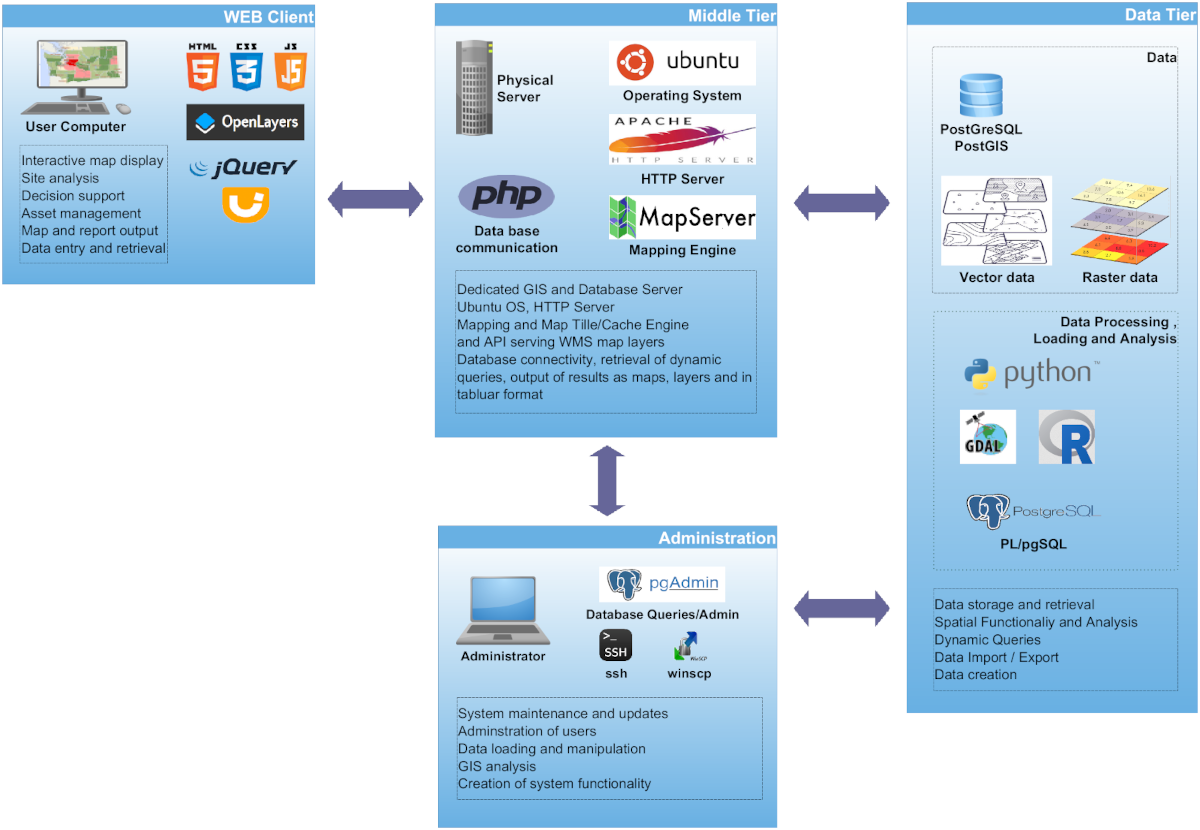 WEB Client
HTML
CSS
JS
5
3
JS
User Computer
OpenLayers
jQuery
UI
Interactive map display
Site analysis
Decision support
Asset management
Map and report output
Data entry and retrieval
Middle Tier
Physical
Server
ubuntu
Operating System
APACHE
HTTP SERVER
HTTP Server
php
Data base
communication
MapServer
Mapping Engine
Dedicated GIS and Database Server
Ubuntu OS, HTTP Server
Mapping and Map Tille/Cache Engine
and API serving WMS map layers
Database connectivity, retrieval of dynamic
queries, output of results as maps, layers and in
tabluar format
Administration
Administrator
pgAdmin
Database Queries/Admin
>_
SSH
ssh
WinSCP
winscp
System maintenance and updates
Adminstration of users
Data loading and manipulation
GIS analysis
Creation of system functionality
Data Tier
Data
PostGreSQL
PostGIS
Vector data
Raster data
Data Processing ,
Loading and Analysis
python™
GDAL
R
PostgreSQL
PL/pgSQL
Data storage and retrieval
Spatial Functionaliy and Analysis
Dynamic Queries
Data Import / Export
Data creation